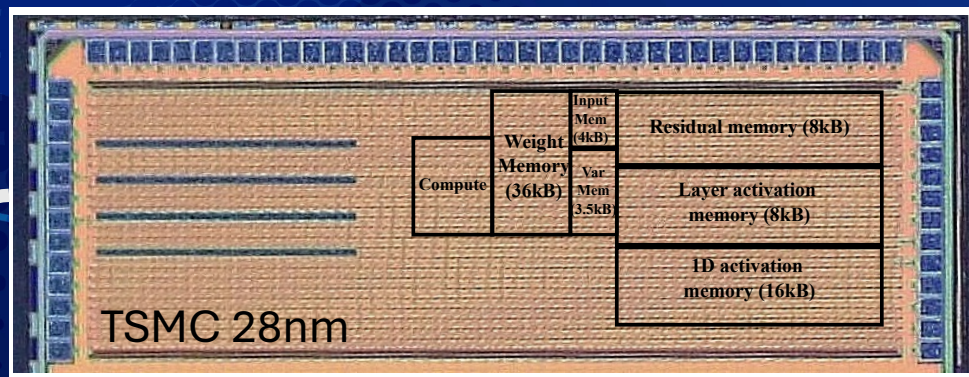 Input
Mem
(4kB)
Residual memory (8kB)
Weight
Memory
(36kB)
Compute
Var
Mem
3.5kB)
Layer activation
memory (8kB)
1D activation
memory (16kB)
TSMC 28nm